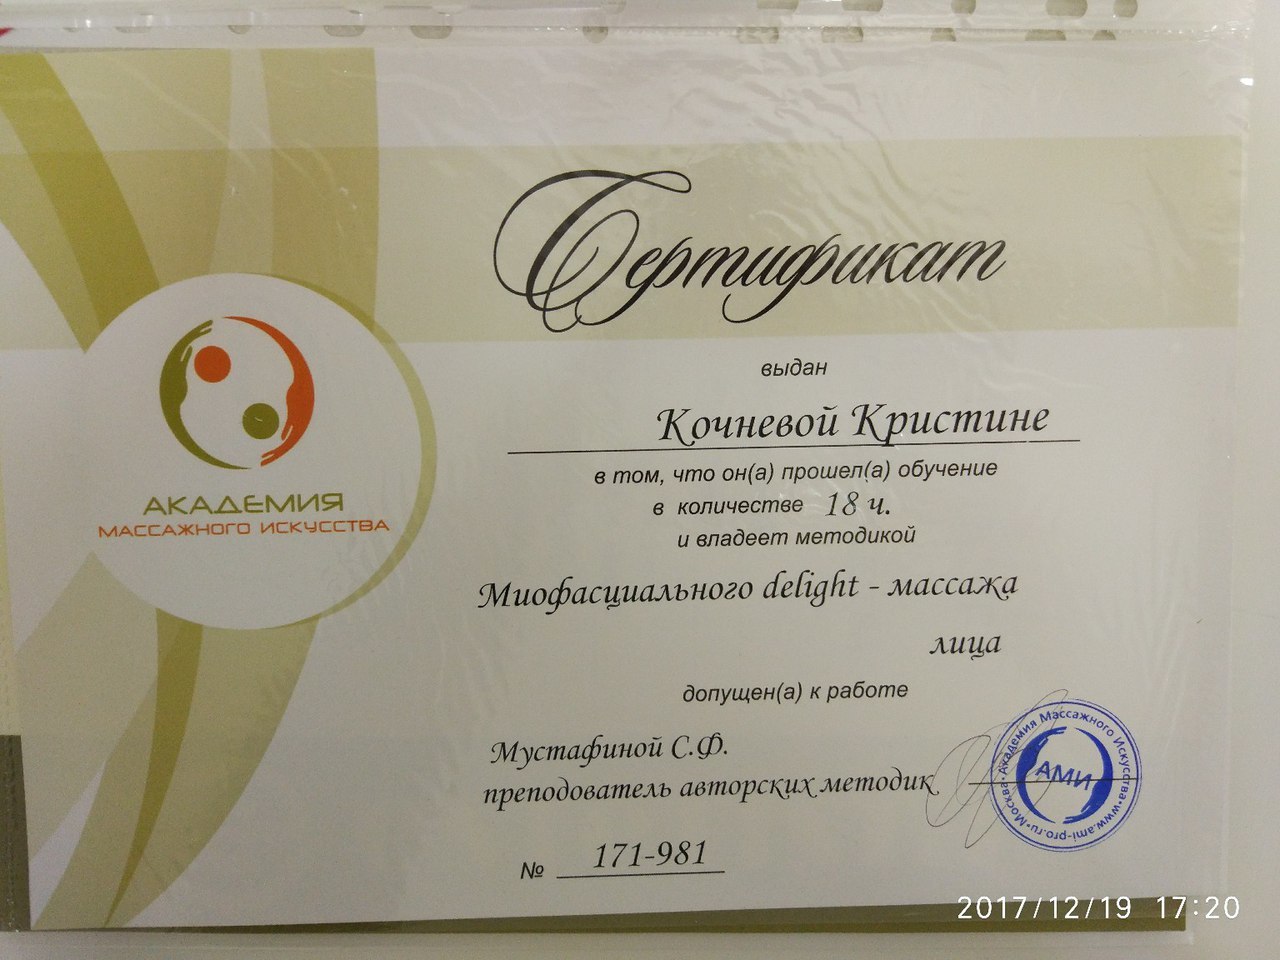 Сертификат
выдан
Кочневой Кристине
в том, что он(а) прошел(а) обучение
в количестве 18 ч.
и владеет методикой
Миофасциального delight - массажа
лица
допущен(а) к работе
Мустафиной С.Ф.
преподователь авторских методик
№ 171-981
АКАДЕМИЯ
МАССАЖНОГО ИСКУССТВА
Академия Массажного Искусства • www.ami-pro.ru • Москва •
АМИ
2017/12/19 17:20